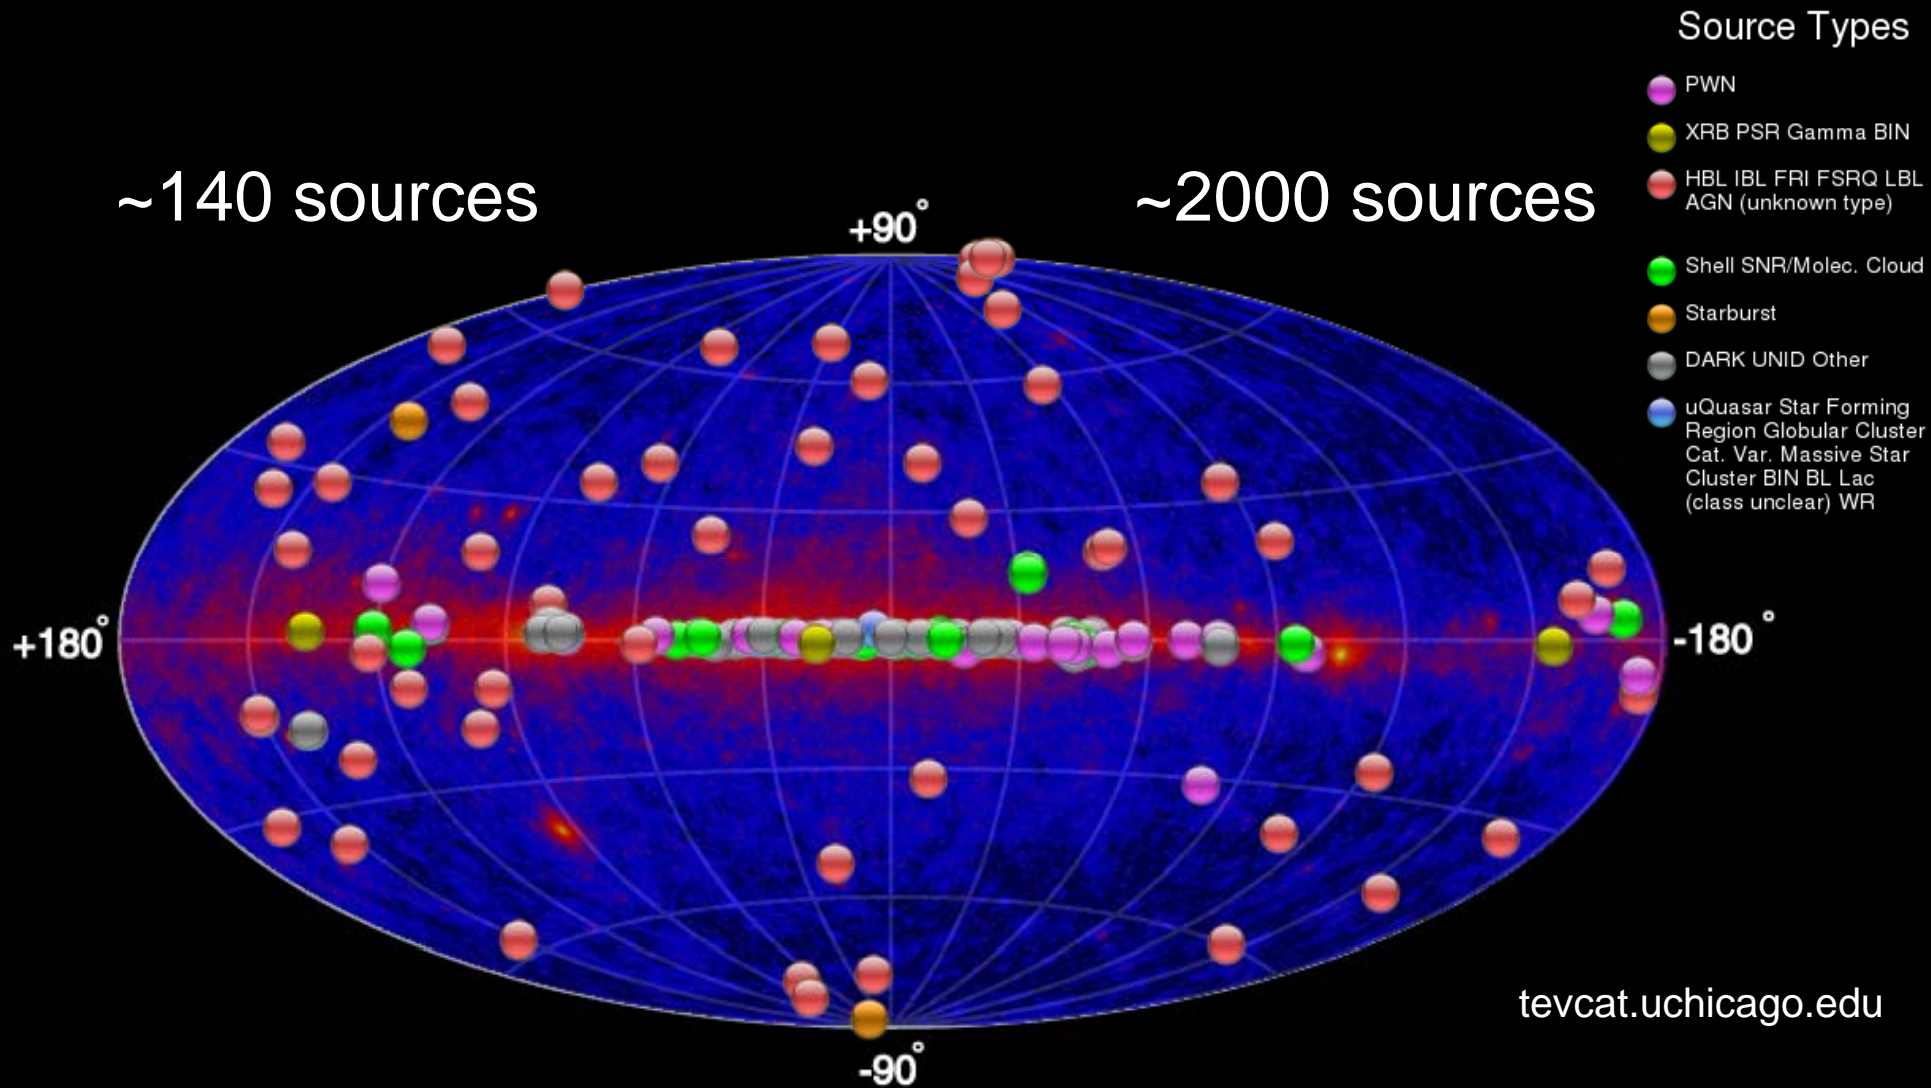 Source Types
PWN
XRB PSR Gamma BIN
HBL IBL FRI FSRQ LBL
AGN (unknown type)
Shell SNR/Molec. Cloud
Starburst
DARK UNID Other
uQuasar Star Forming
Region Globular Cluster
Cat. Var. Massive Star
Cluster BIN BL Lac
(class unclear) WR
~140 sources
~2000 sources
+90°
+180°
-180°
-90°
tevcat.uchicago.edu